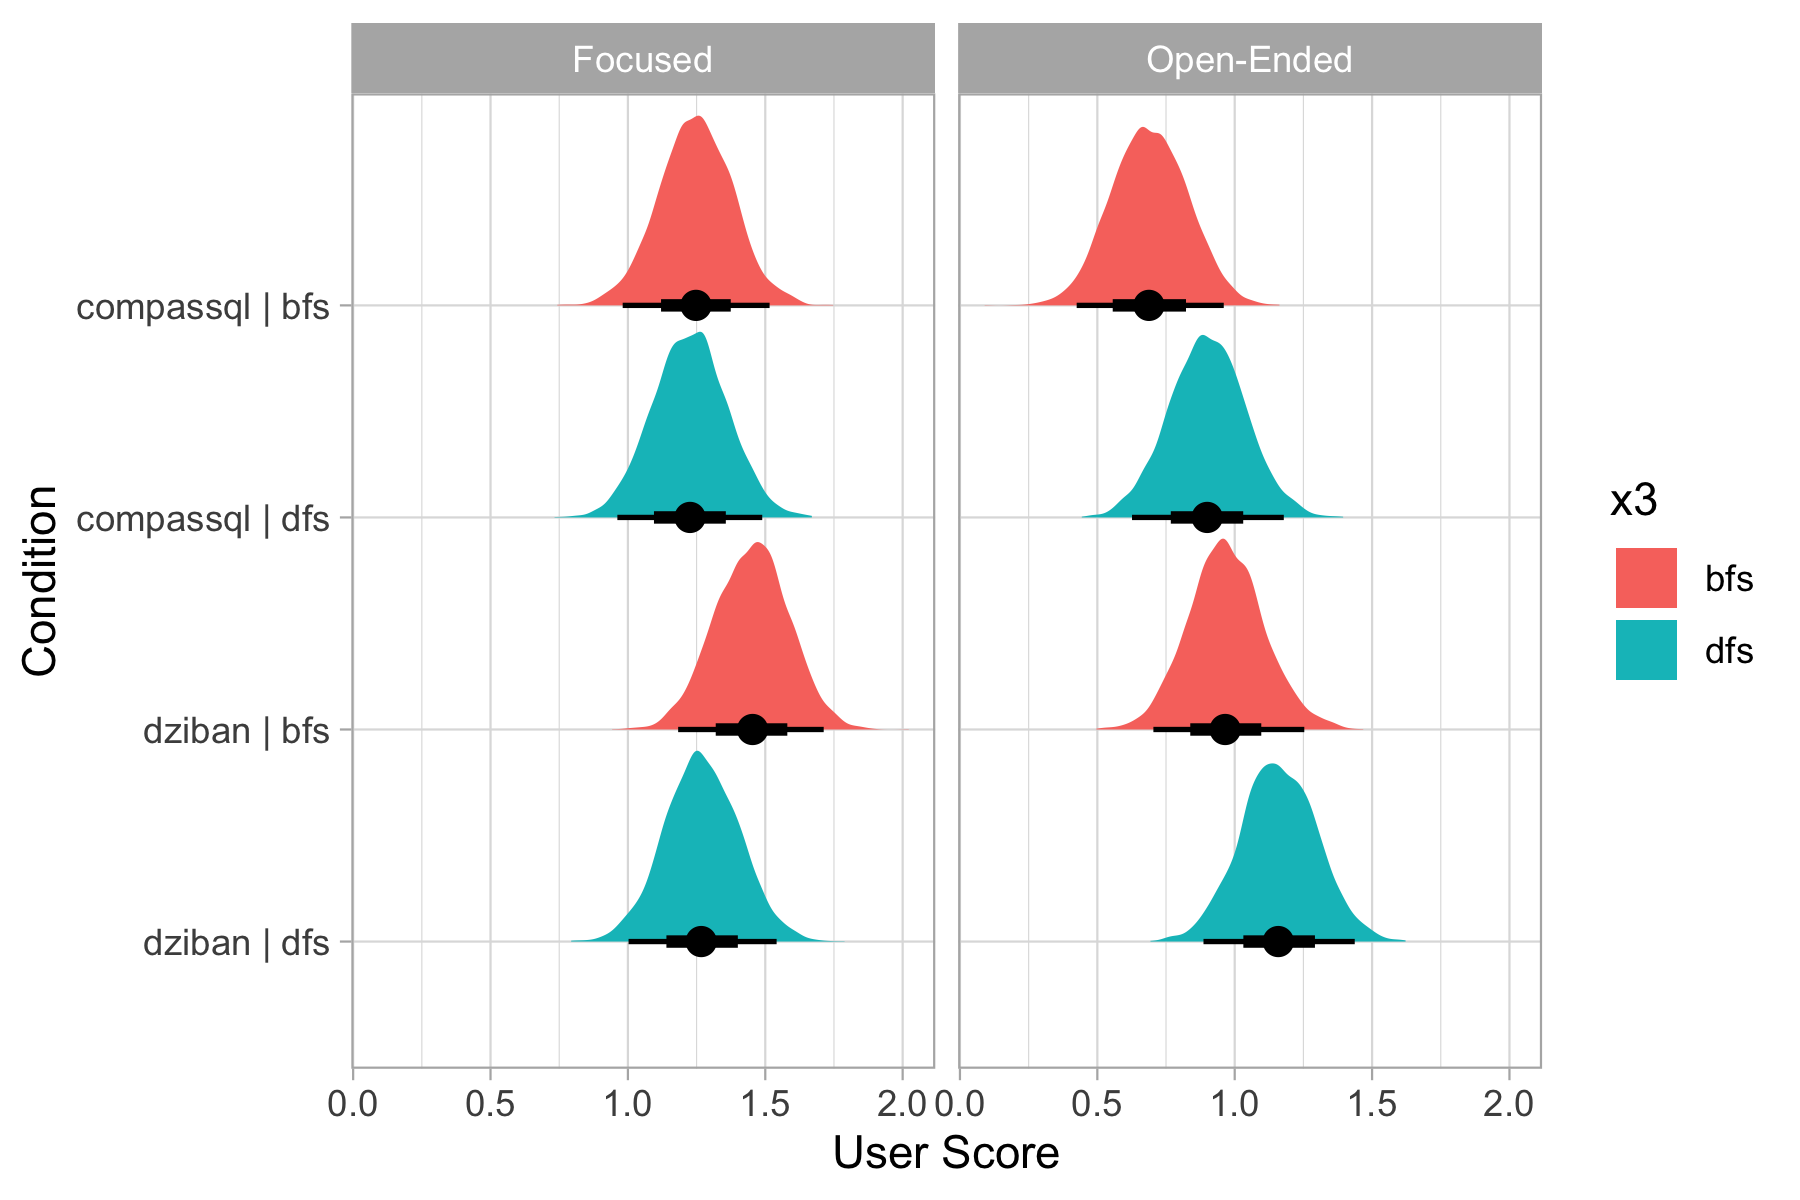 Focused
Open-Ended
Condition
compassql | bfs
compassql | dfs
dziban | bfs
dziban | dfs
0.0 0.5 1.0 1.5 2.0
0.0 0.5 1.0 1.5 2.0
User Score
x3
bfs
dfs